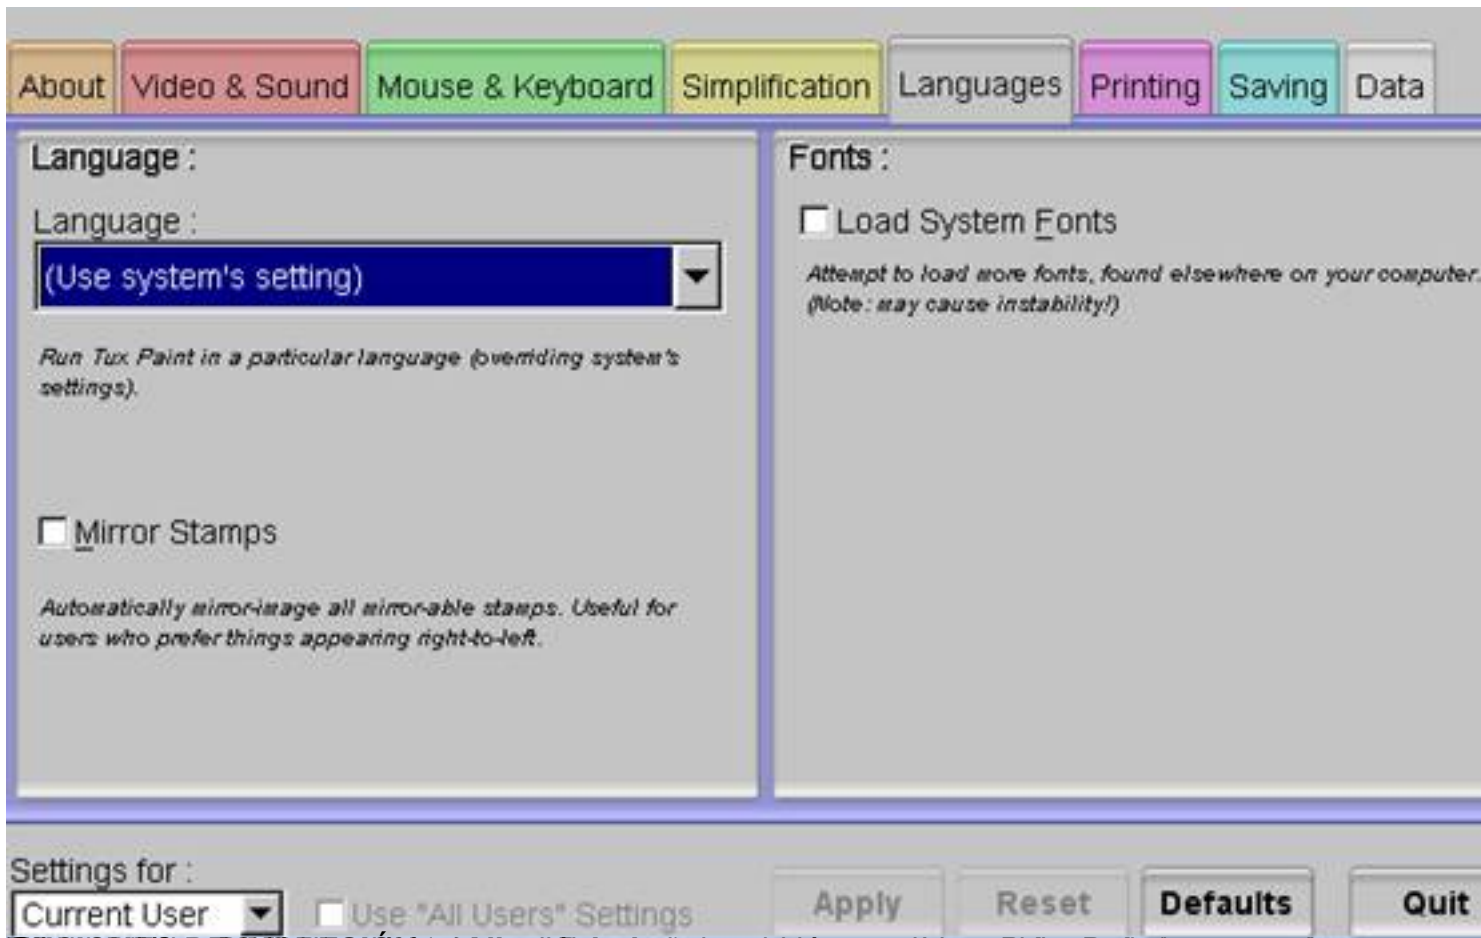 About Video & Sound Mouse & Keyboard Simplification Languages Printing Saving Data
Language :
Language :
(Use system's setting)
Run Tux Paint in a particular language (overriding system's
settings).
Mirror Stamps
Automatically mirror-image all mirror-able stamps. Useful for
users who prefer things appearing right-to-left.
Fonts :
Load System Fonts
Attempt to load more fonts, found elsewhere on your computer.
(Note: may cause instability!)
Settings for :
Current User Use "All Users" Settings Apply Reset Defaults Quit